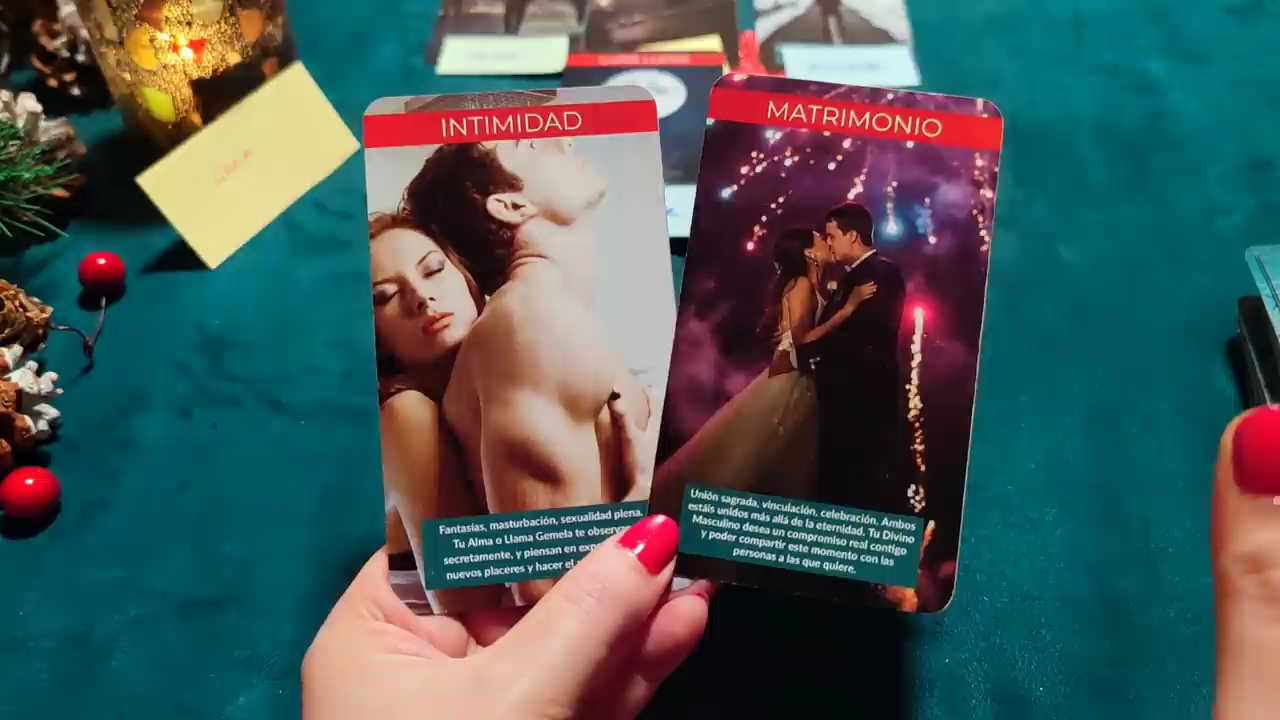 INTIMIDAD
Fantasías, masturbación, sexualidad plena.
Tu Alma o Llama Gemela te observa
secretamente, y piensan en
nuevos placeres y hacer el
MATRIMONIO
Unión sagrada, vinculación, celebración. Ambos
estáis unidos más allá de la eternidad. Tu Divino
Masculino desea un compromiso real contigo
y poder compartir este momento con las
personas a las que quiere.